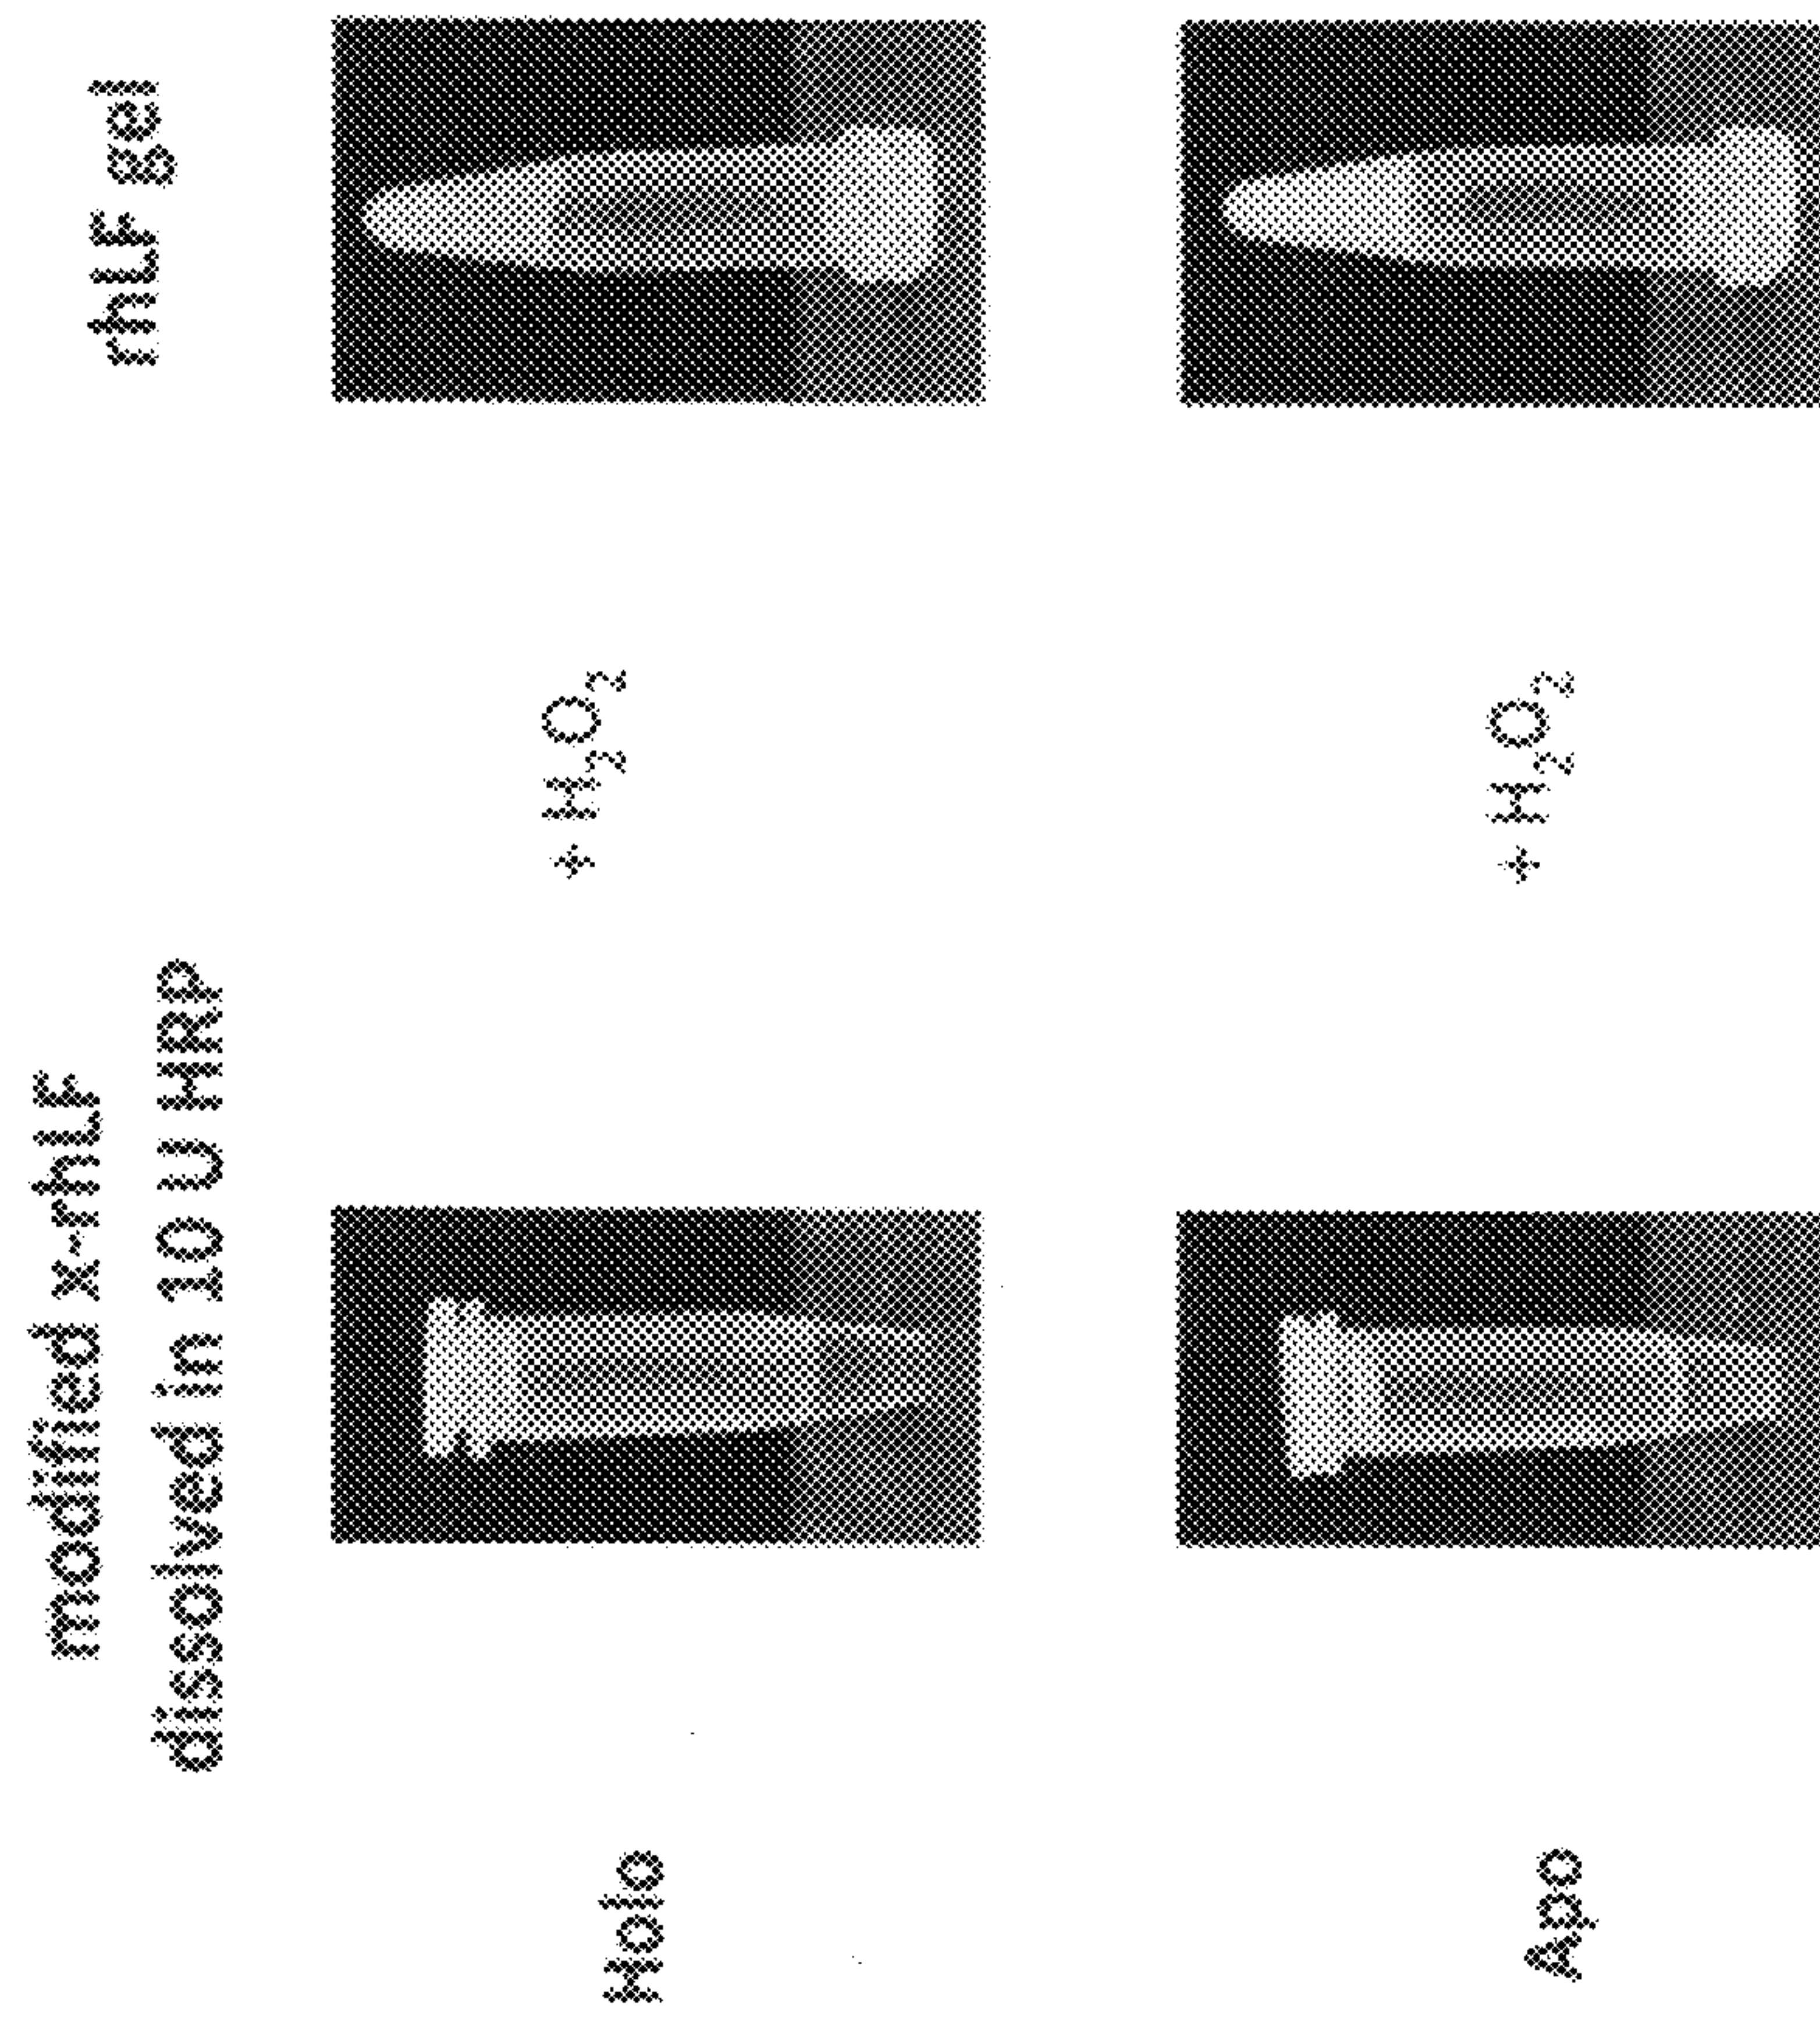 modified x-rhLF
dissolved in 10 U HRP
rhLF gel
Holo
+ H₂O₂
Apo
+ H₂O₂